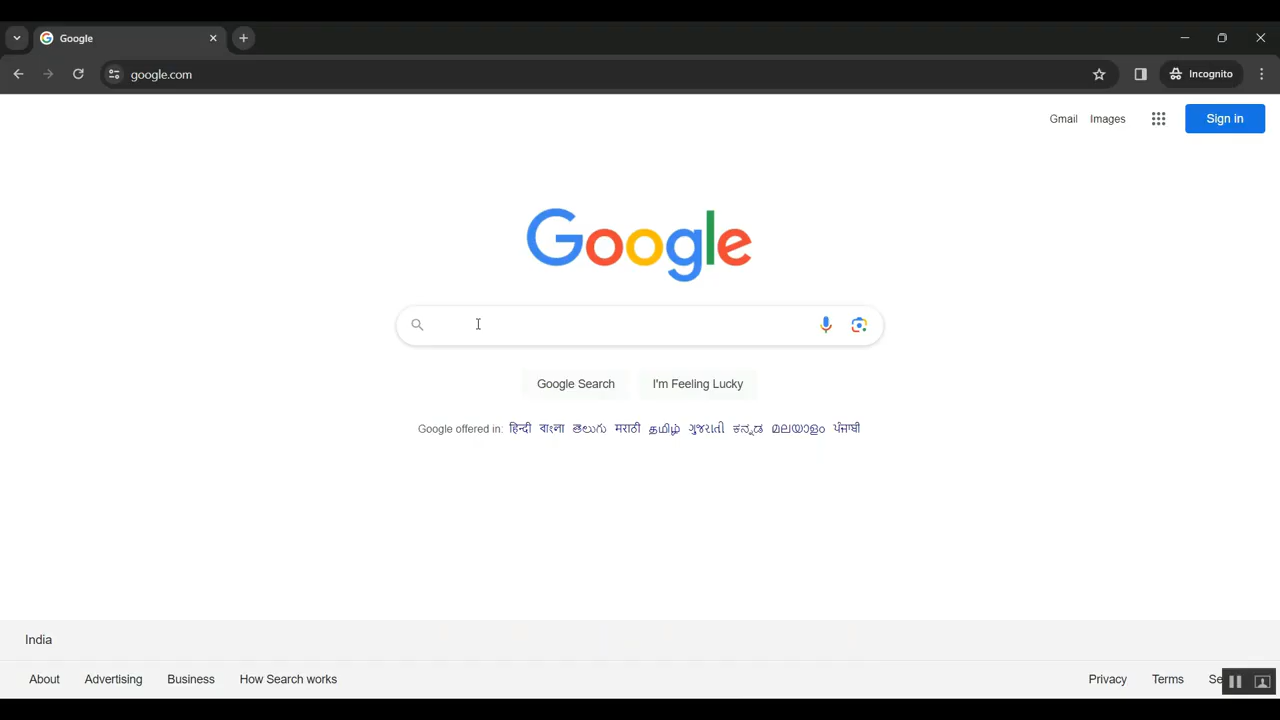 Google
google.com
Incognito
Gmail Images
Sign in
Google
Google Search I'm Feeling Lucky
Google offered in: हिन्दी বাংলা తెలుగు मराठी தமிழ் ગુજરાતી ಕನ್ನಡ മലയാളം ਪੰਜਾਬੀ
India
About Advertising Business How Search works Privacy Terms